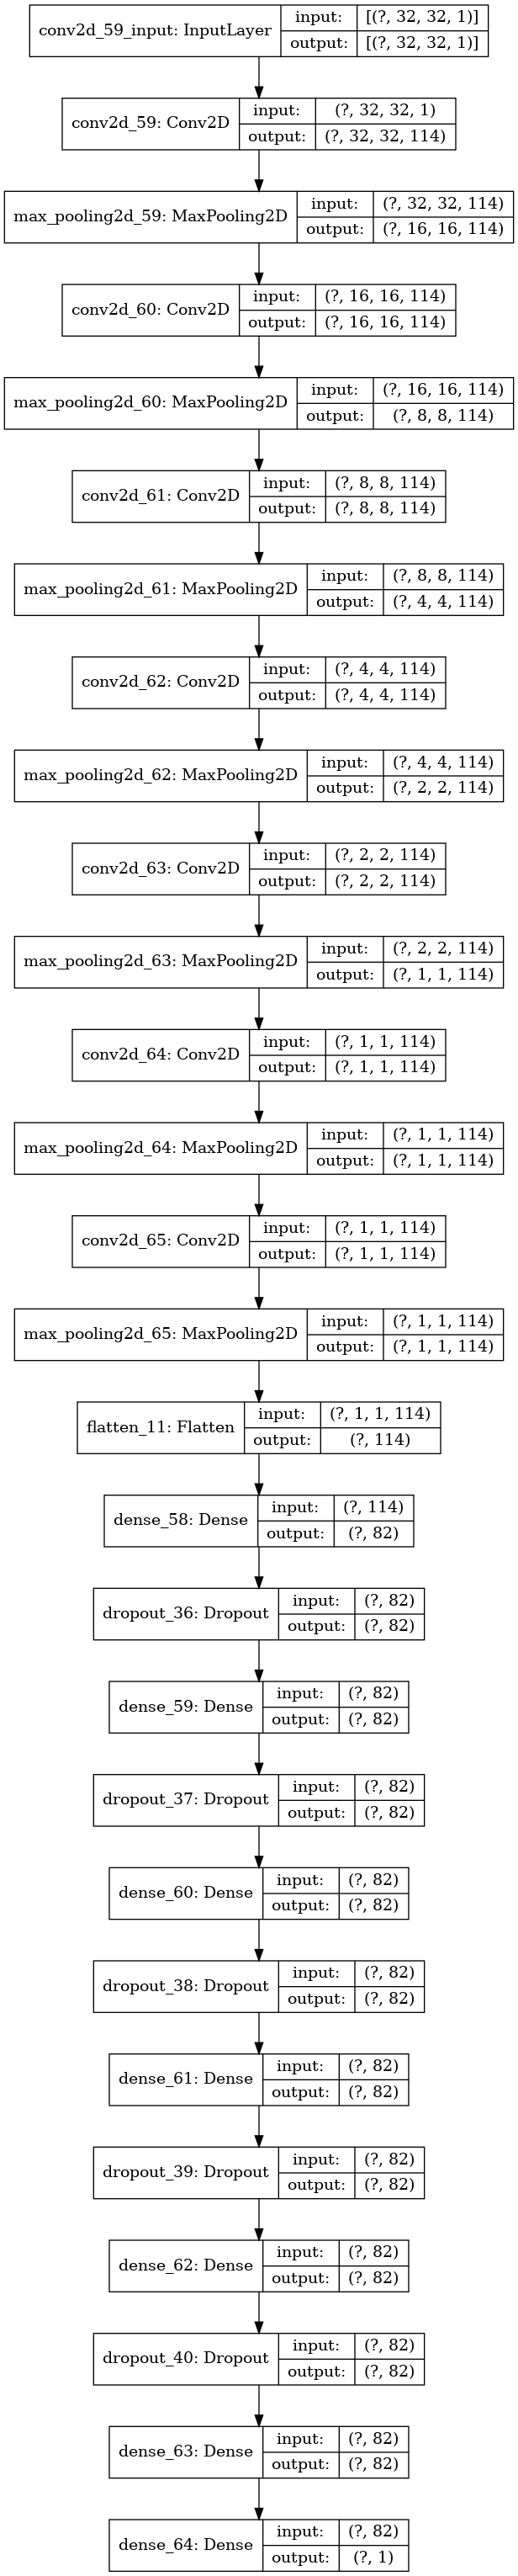 conv2d_59_input: InputLayer
input: [(?, 32, 32, 1)]
output: [(?, 32, 32, 1)]
conv2d_59: Conv2D
input: (?, 32, 32, 1)
output: (?, 32, 32, 114)
max_pooling2d_59: MaxPooling2D
input: (?, 32, 32, 114)
output: (?, 16, 16, 114)
conv2d_60: Conv2D
input: (?, 16, 16, 114)
output: (?, 16, 16, 114)
max_pooling2d_60: MaxPooling2D
input: (?, 16, 16, 114)
output: (?, 8, 8, 114)
conv2d_61: Conv2D
input: (?, 8, 8, 114)
output: (?, 8, 8, 114)
max_pooling2d_61: MaxPooling2D
input: (?, 8, 8, 114)
output: (?, 4, 4, 114)
conv2d_62: Conv2D
input: (?, 4, 4, 114)
output: (?, 4, 4, 114)
max_pooling2d_62: MaxPooling2D
input: (?, 4, 4, 114)
output: (?, 2, 2, 114)
conv2d_63: Conv2D
input: (?, 2, 2, 114)
output: (?, 2, 2, 114)
max_pooling2d_63: MaxPooling2D
input: (?, 2, 2, 114)
output: (?, 1, 1, 114)
conv2d_64: Conv2D
input: (?, 1, 1, 114)
output: (?, 1, 1, 114)
max_pooling2d_64: MaxPooling2D
input: (?, 1, 1, 114)
output: (?, 1, 1, 114)
conv2d_65: Conv2D
input: (?, 1, 1, 114)
output: (?, 1, 1, 114)
max_pooling2d_65: MaxPooling2D
input: (?, 1, 1, 114)
output: (?, 1, 1, 114)
flatten_11: Flatten
input: (?, 1, 1, 114)
output: (?, 114)
dense_58: Dense
input: (?, 114)
output: (?, 82)
dropout_36: Dropout
input: (?, 82)
output: (?, 82)
dense_59: Dense
input: (?, 82)
output: (?, 82)
dropout_37: Dropout
input: (?, 82)
output: (?, 82)
dense_60: Dense
input: (?, 82)
output: (?, 82)
dropout_38: Dropout
input: (?, 82)
output: (?, 82)
dense_61: Dense
input: (?, 82)
output: (?, 82)
dropout_39: Dropout
input: (?, 82)
output: (?, 82)
dense_62: Dense
input: (?, 82)
output: (?, 82)
dropout_40: Dropout
input: (?, 82)
output: (?, 82)
dense_63: Dense
input: (?, 82)
output: (?, 82)
dense_64: Dense
input: (?, 82)
output: (?, 1)